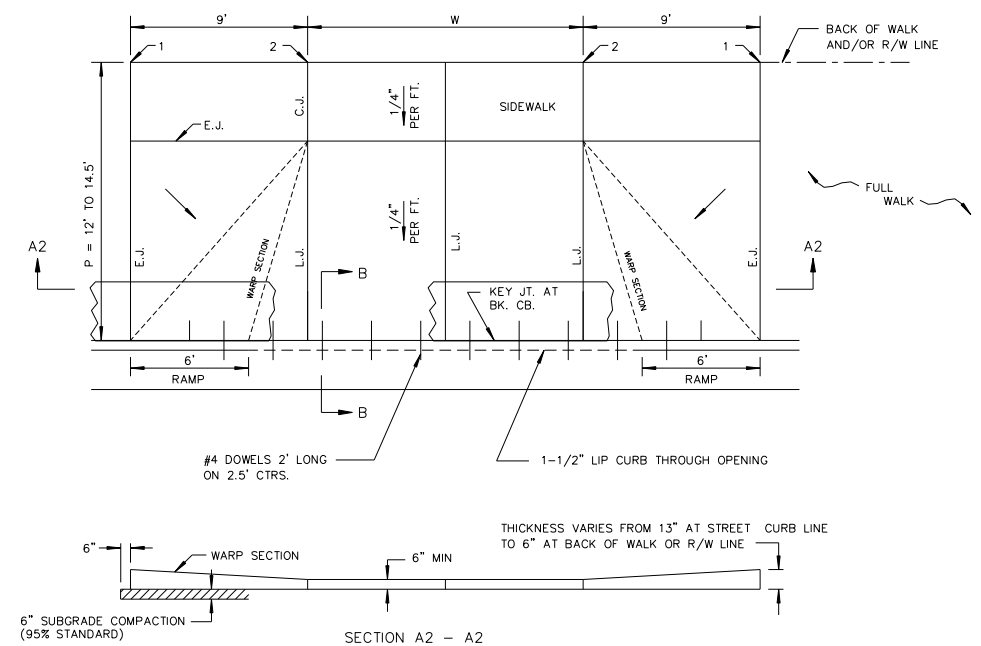 9'
W
9'
1
2
2
1
BACK OF WALK
AND/OR R/W LINE
C.J.
1/4"
PER FT.
SIDEWALK
E.J.
P = 12' TO 14.5'
FULL
WALK
1/4"
PER FT.
A2
E.J.
WARP SECTION
L.J.
L.J.
L.J.
WARP SECTION
E.J.
A2
B
KEY JT. AT
BK. CB.
6'
RAMP
6'
RAMP
B
#4 DOWELS 2' LONG
ON 2.5' CTRS.
1-1/2" LIP CURB THROUGH OPENING
THICKNESS VARIES FROM 13" AT STREET CURB LINE
TO 6" AT BACK OF WALK OR R/W LINE
6"
WARP SECTION
6" MIN
6" SUBGRADE COMPACTION
(95% STANDARD)
SECTION A2 - A2